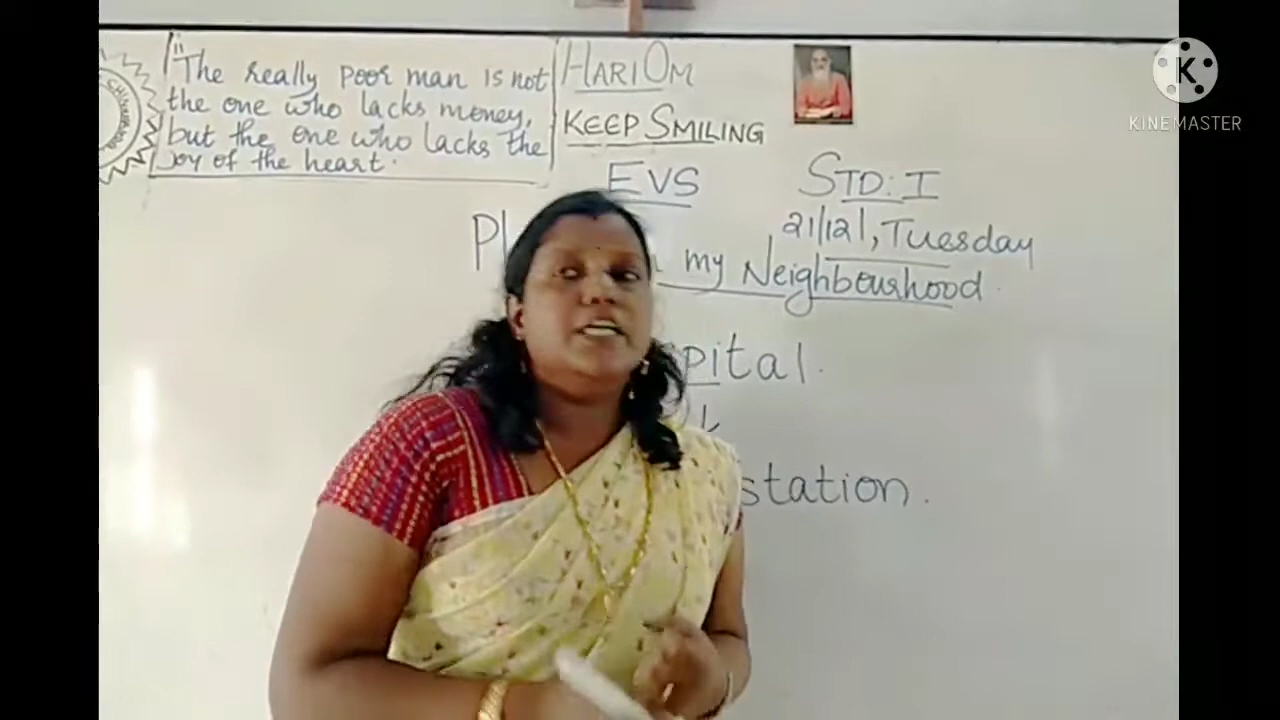 "The really poor man is not
the one who lacks money,
but the one who lacks the
Joy of the heart.
HARI OM
KEEP SMILING
EVS
STD: I
21/12/, Tuesday
my Neighbourhood
pital.
station.
K
KINEMASTER